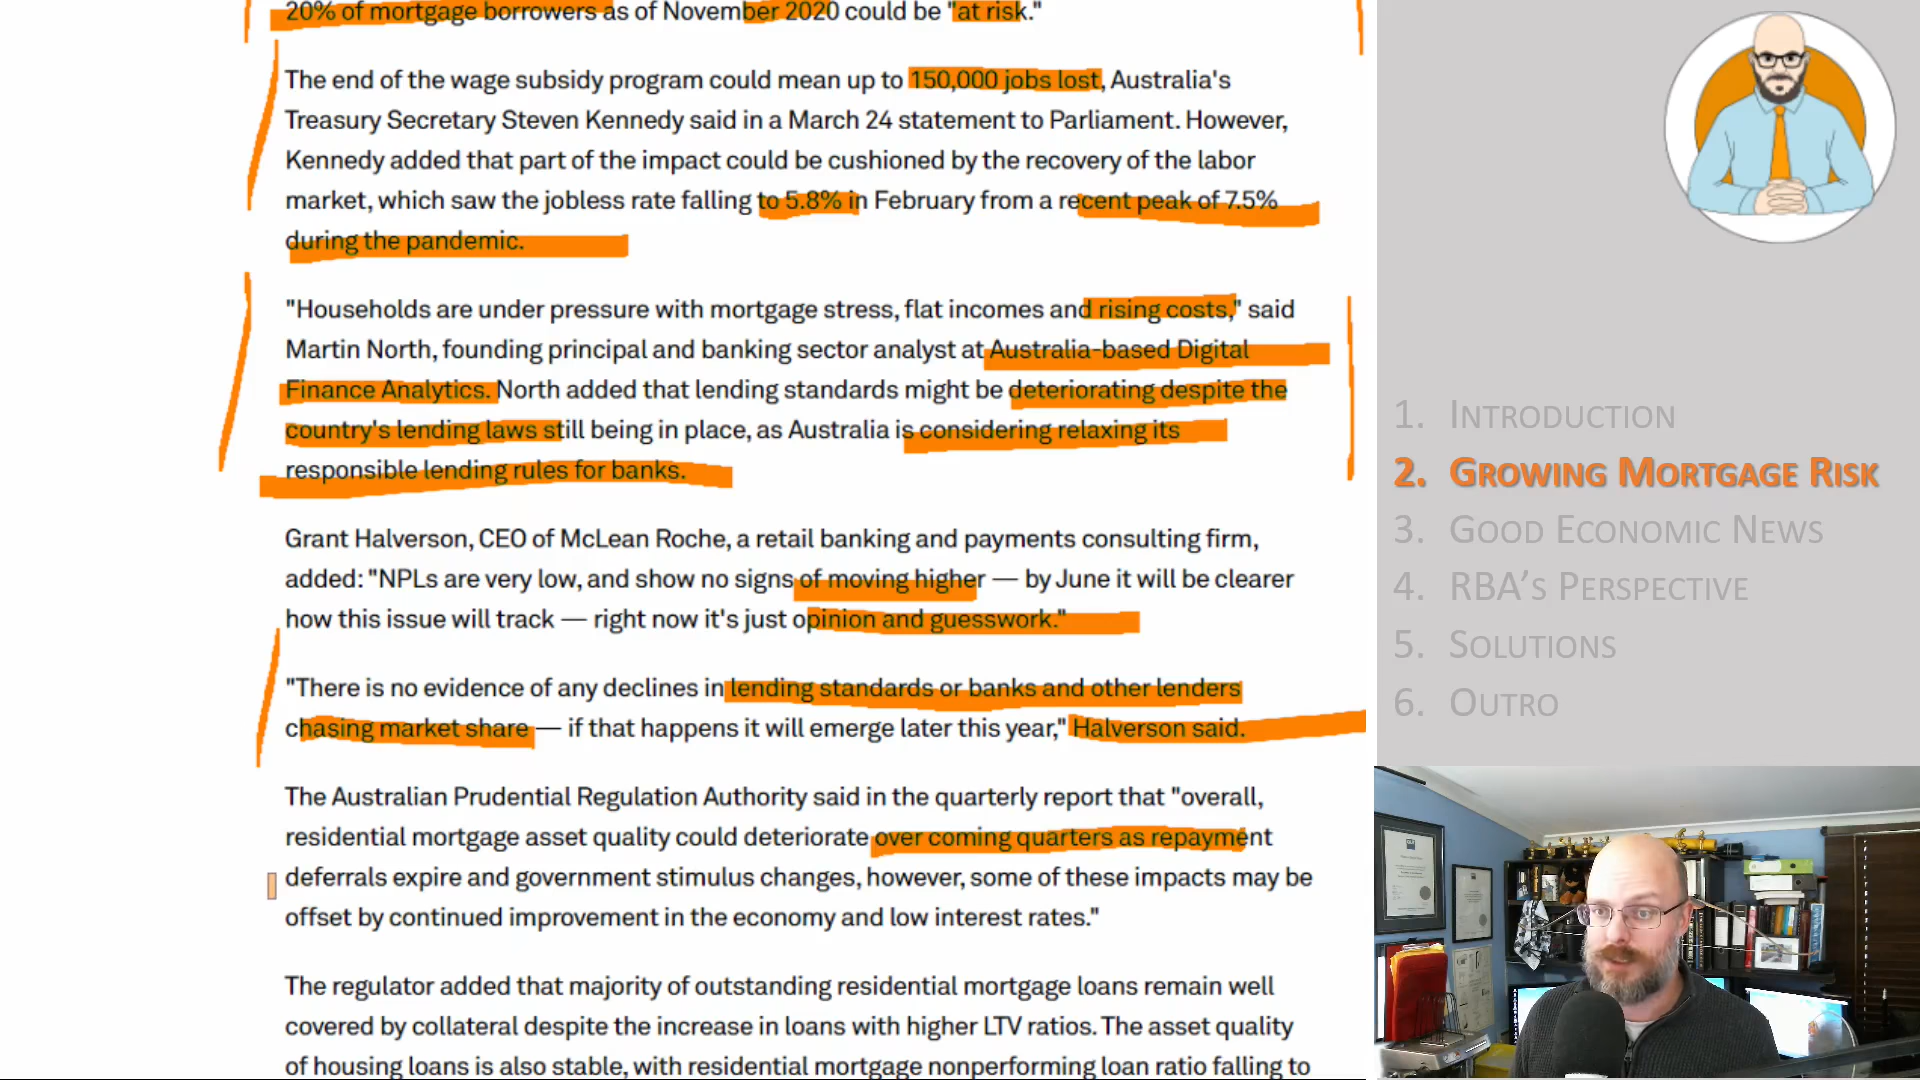 20% of mortgage borrowers as of November 2020 could be "at risk."
The end of the wage subsidy program could mean up to 150,000 jobs lost, Australia's
Treasury Secretary Steven Kennedy said in a March 24 statement to Parliament. However,
Kennedy added that part of the impact could be cushioned by the recovery of the labor
market, which saw the jobless rate falling to 5.8% in February from a recent peak of 7.5%
during the pandemic.
"Households are under pressure with mortgage stress, flat incomes and rising costs," said
Martin North, founding principal and banking sector analyst at Australia-based Digital
Finance Analytics. North added that lending standards might be deteriorating despite the
country's lending laws still being in place, as Australia is considering relaxing its
responsible lending rules for banks.
Grant Halverson, CEO of McLean Roche, a retail banking and payments consulting firm,
added: "NPLs are very low, and show no signs of moving higher — by June it will be clearer
how this issue will track — right now it's just opinion and guesswork."
"There is no evidence of any declines in lending standards or banks and other lenders
chasing market share — if that happens it will emerge later this year," Halverson said.
The Australian Prudential Regulation Authority said in the quarterly report that "overall,
residential mortgage asset quality could deteriorate over coming quarters as repayment
deferrals expire and government stimulus changes, however, some of these impacts may be
offset by continued improvement in the economy and low interest rates."
The regulator added that majority of outstanding residential mortgage loans remain well
covered by collateral despite the increase in loans with higher LTV ratios. The asset quality
of housing loans is also stable, with residential mortgage nonperforming loan ratio falling to
1. Introduction
2. Growing Mortgage Risk
3. Good Economic News
4. RBA's Perspective
5. Solutions
6. Outro